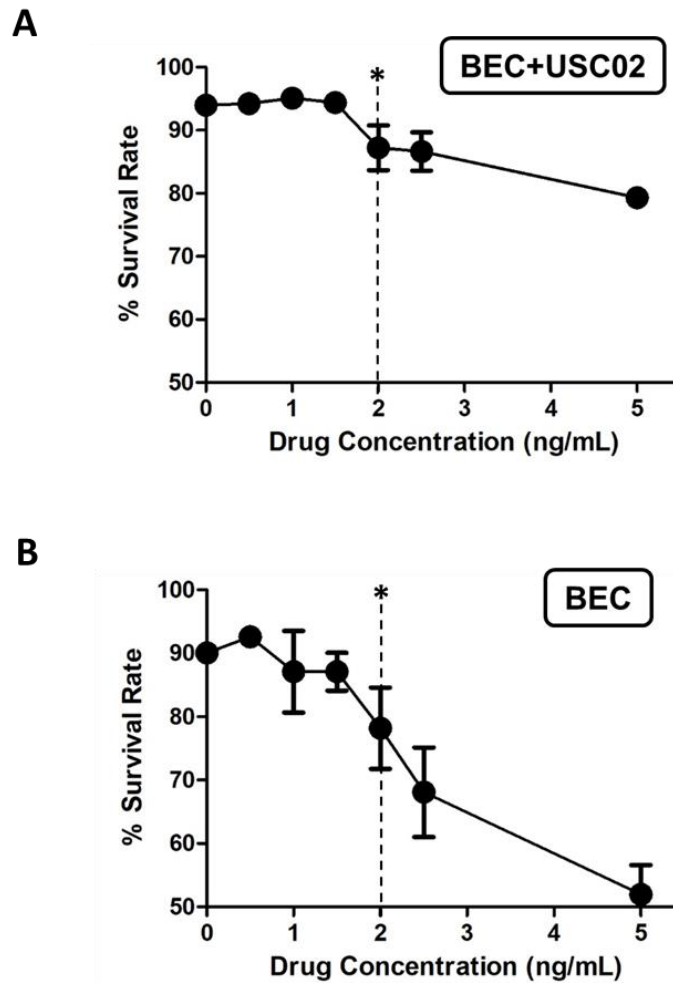 A
BEC+USC02
*
100
90
80
70
60
50
% Survival Rate
0 1 2 3 4 5
Drug Concentration (ng/mL)
B
BEC
*
100
90
80
70
60
50
% Survival Rate
0 1 2 3 4 5
Drug Concentration (ng/mL)